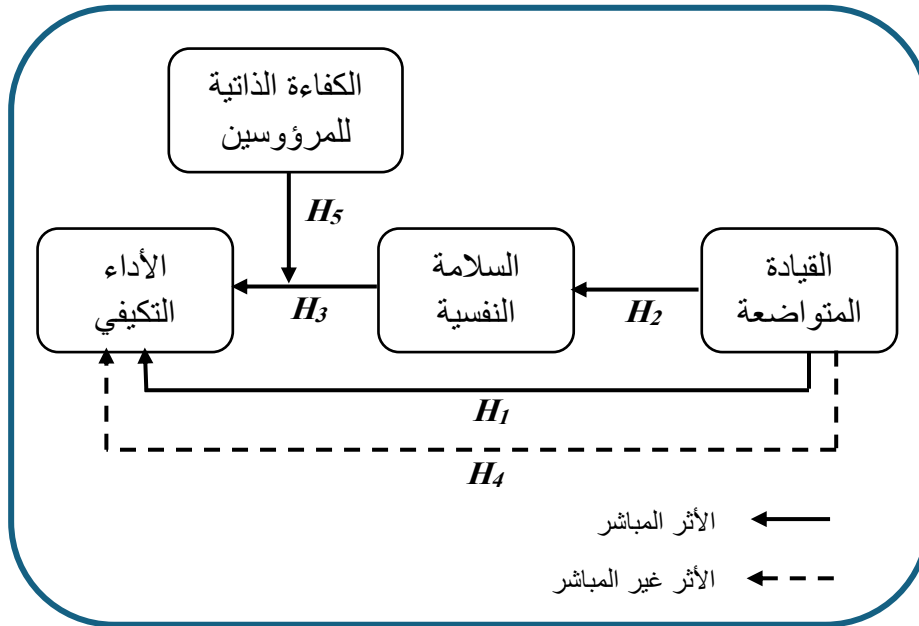 الكفاءة الذاتية
للمرؤوسين
H5
القيادة
المتواضعة
H2
السلامة
النفسية
H3
الأداء
التكيفي
H1
H4
الأثر المباشر
الأثر غير المباشر